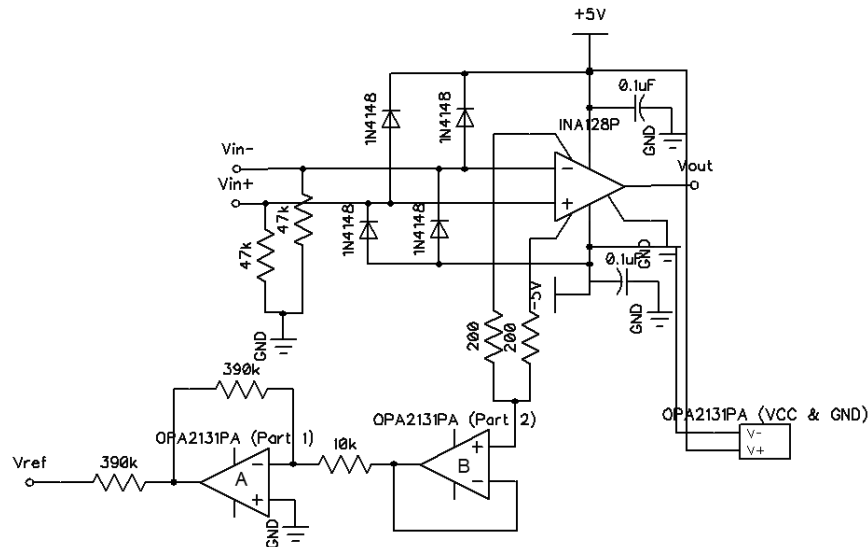 +5V
0.1uF
GND
1N4148
1N4148
INA128P
Vin-
Vin+
Vout
-
+
47k
47k
1N4148
1N4148
GND
0.1uF
-5V
GND
GND
200
200
390k
OPA2131PA (Part 1)
OPA2131PA (Part 2)
OPA2131PA (VCC & GND)
V-
V+
Vref
390k
A
-
+
10k
B
+
-
GND